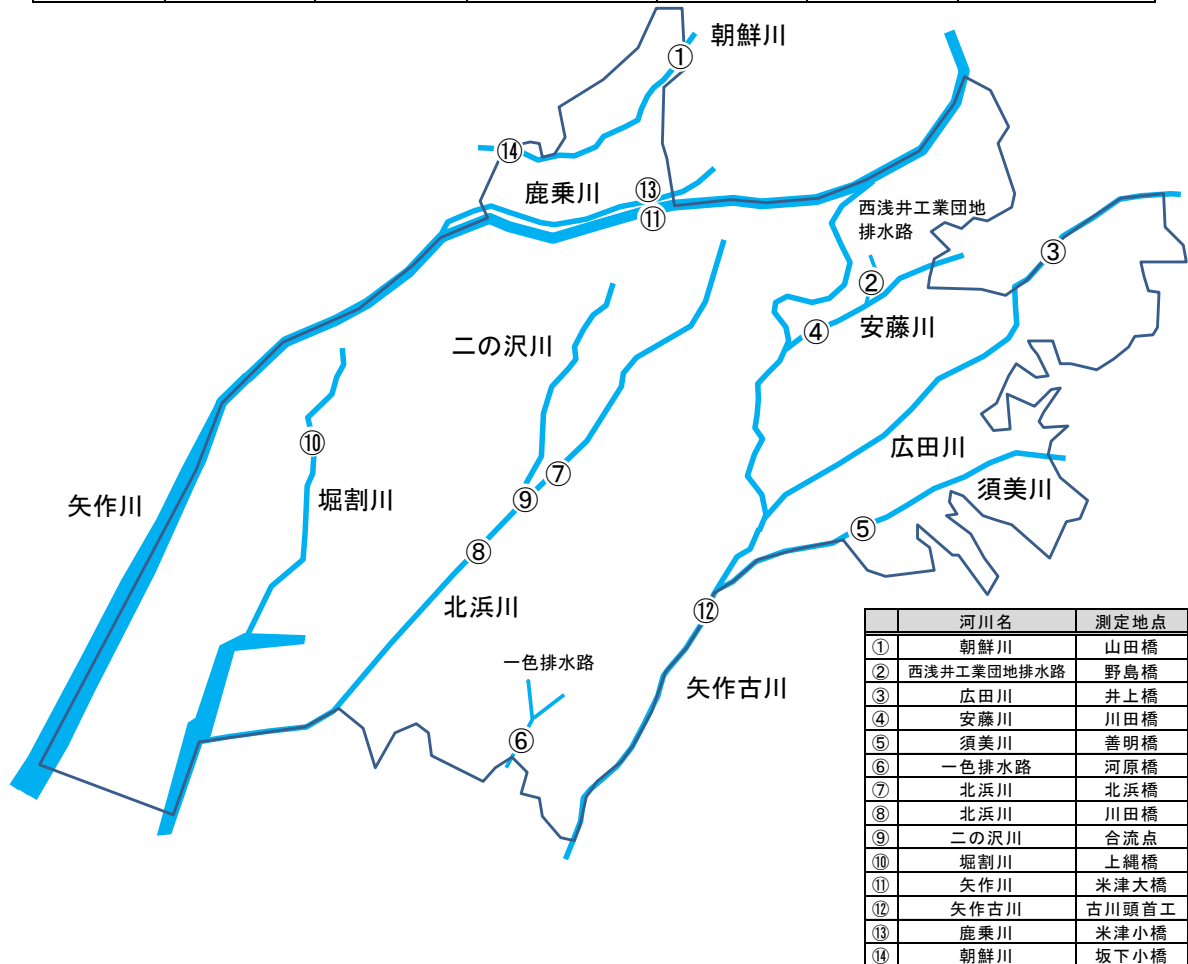 朝鮮川
①
⑭
鹿乗川
⑬
⑪
西浅井工業団地
排水路
③
②
安藤川
④
二の沢川
⑩
広田川
⑦
須美川
矢作川
堀割川
⑨
⑤
⑧
北浜川
⑫
一色排水路
矢作古川
⑥
河川名 測定地点
① 朝鮮川 山田橋
② 西浅井工業団地排水路 野島橋
③ 広田川 井上橋
④ 安藤川 川田橋
⑤ 須美川 善明橋
⑥ 一色排水路 河原橋
⑦ 北浜川 北浜橋
⑧ 北浜川 川田橋
⑨ 二の沢川 合流点
⑩ 堀割川 上縄橋
⑪ 矢作川 米津大橋
⑫ 矢作古川 古川頭首工
⑬ 鹿乗川 米津小橋
⑭ 朝鮮川 坂下小橋